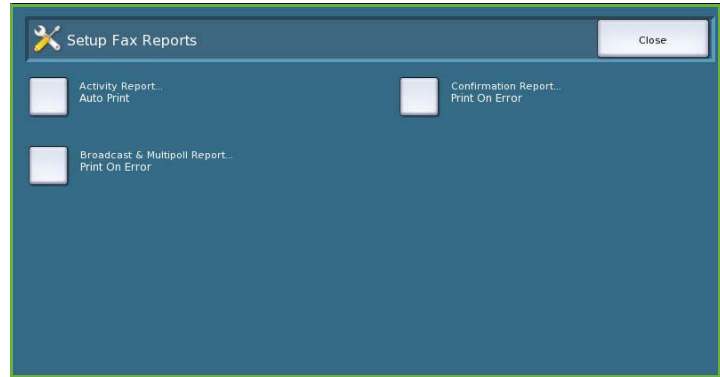 Setup Fax Reports
Close
Activity Report...
Auto Print
Confirmation Report...
Print On Error
Broadcast & Multipoll Report...
Print On Error